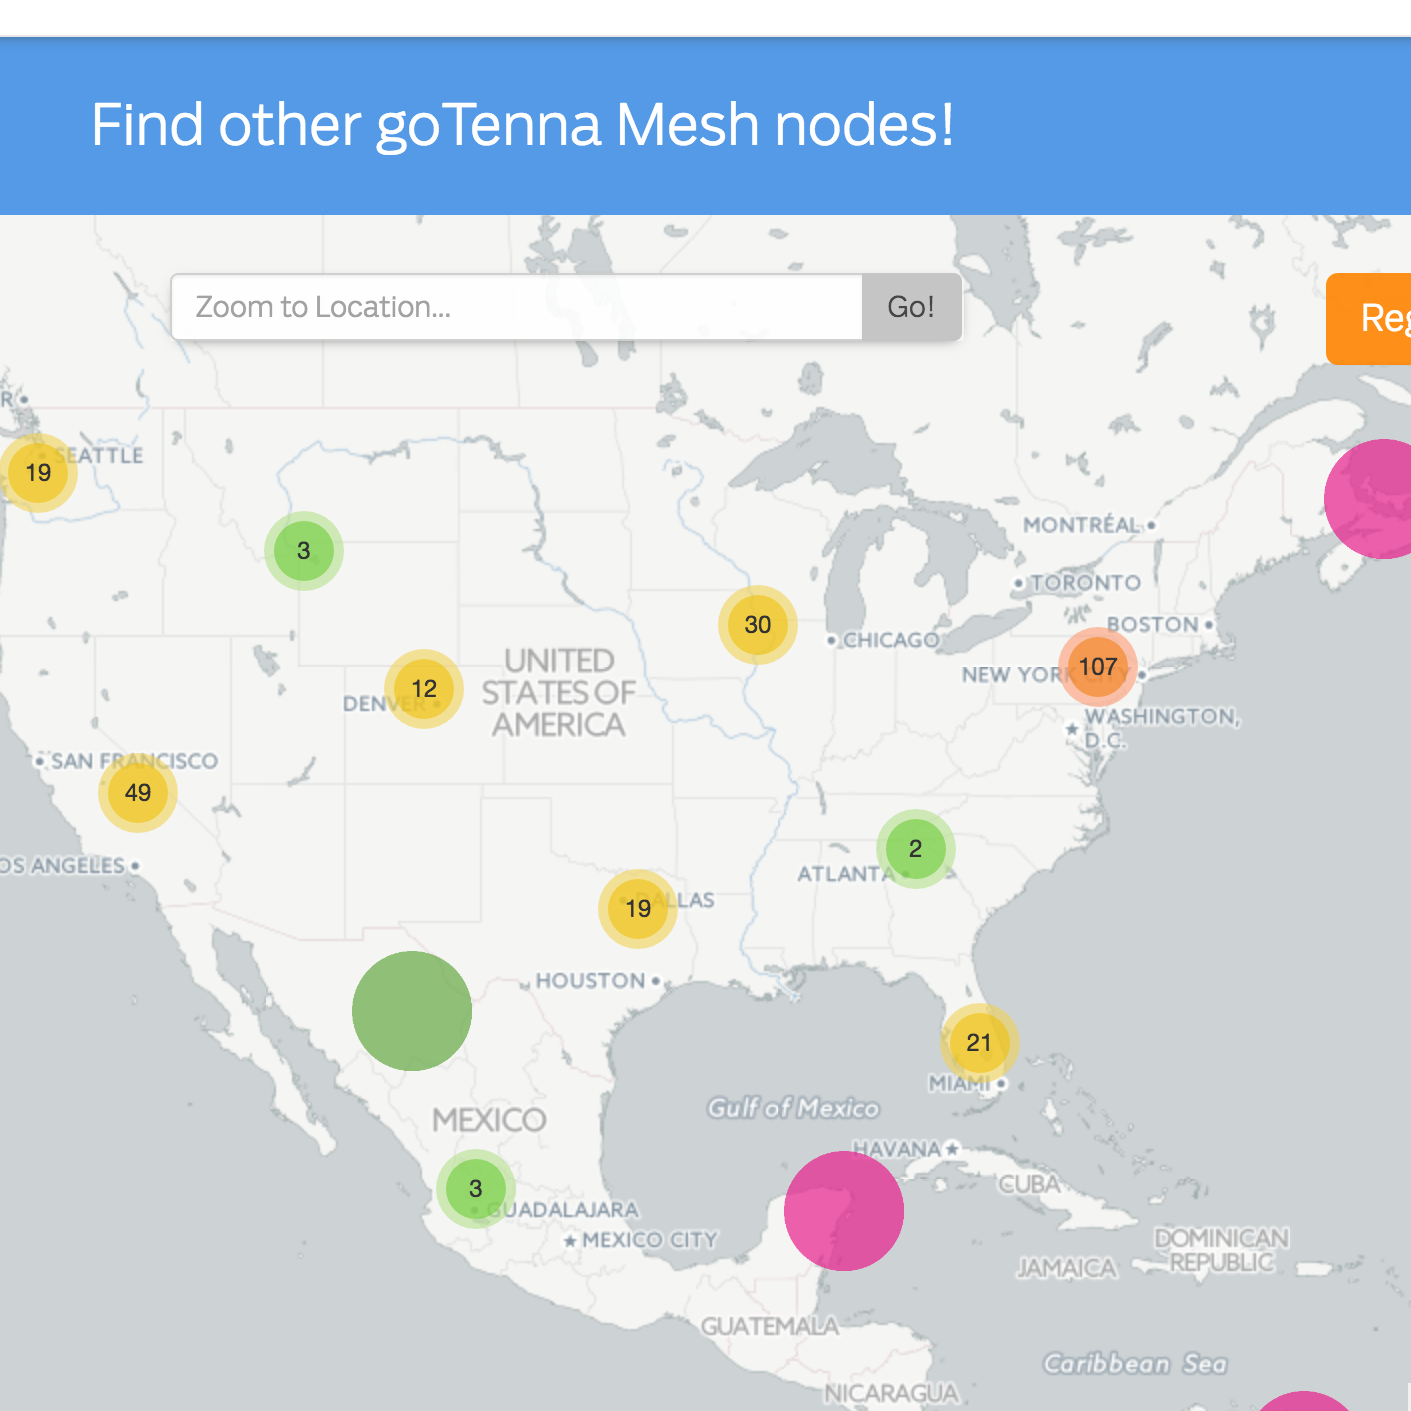 Find other goTenna Mesh nodes!
Zoom to Location...
Go!
Reg
R
SEATTLE
19
MONTRÉAL
3
TORONTO
30
BOSTON
CHICAGO
UNITED
STATES OF
AMERICA
107
NEW YORK CITY
12
DENVER
WASHINGTON,
D.C.
SAN FRANCISCO
49
2
OS ANGELES
ATLANTA
19
DALLAS
HOUSTON
21
MIAMI
Gulf of Mexico
MEXICO
HAVANA
CUBA
3
GUADALAJARA
MEXICO CITY
DOMINICAN
REPUBLIC
JAMAICA
GUATEMALA
Caribbean Sea
NICARAGUA